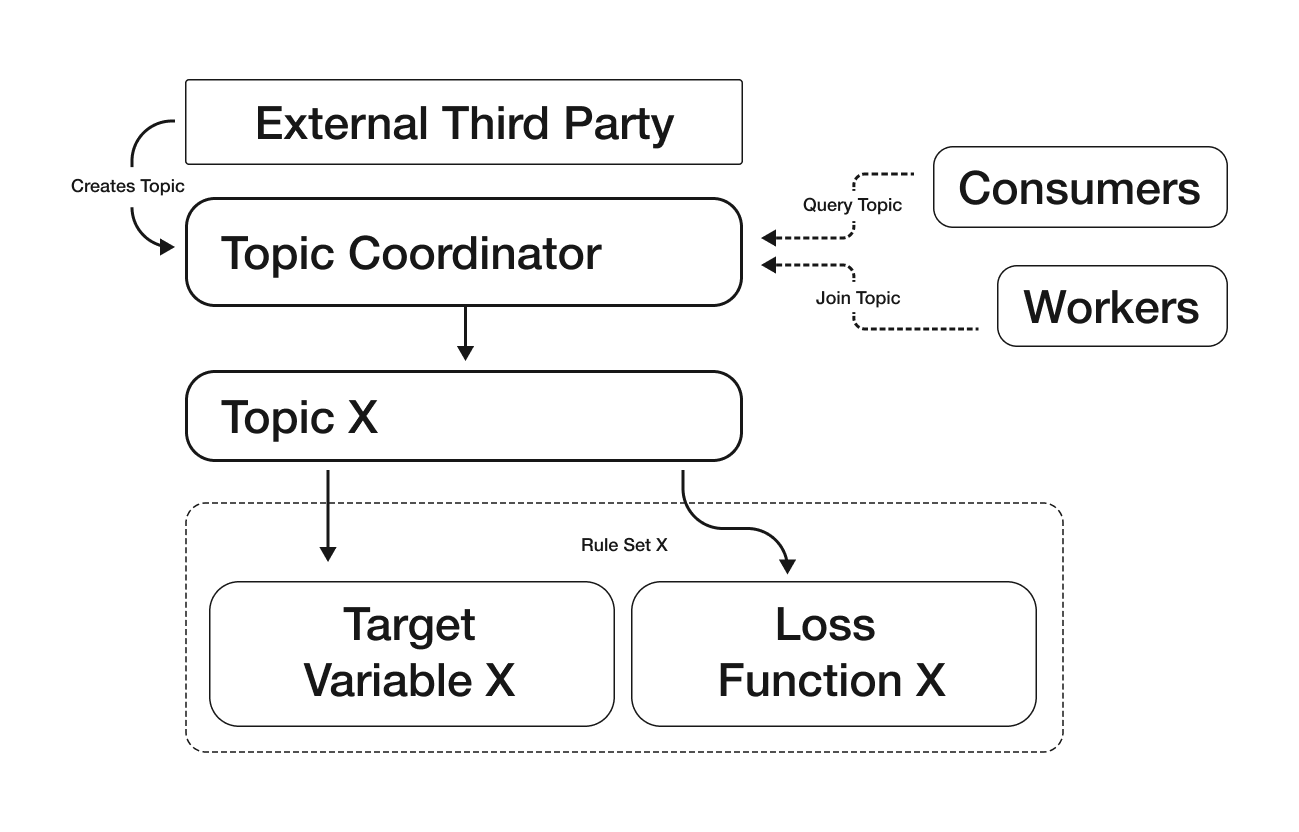 External Third Party
Creates Topic
Topic Coordinator
Consumers
Query Topic
Join Topic
Workers
Topic X
Rule Set X
Target
Variable X
Loss
Function X